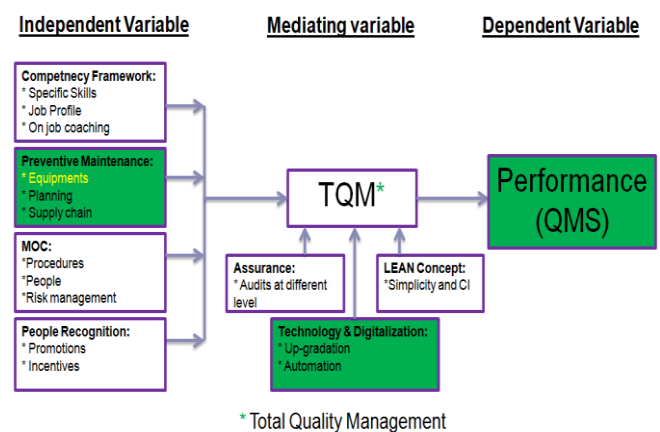 Independent Variable
Mediating variable
Dependent Variable
Competnecy Framework:
* Specific Skills
* Job Profile
* On job coaching
Preventive Maintenance:
* Equipments
* Planning
* Supply chain
MOC:
*Procedures
*People
*Risk management
People Recognition:
* Promotions
* Incentives
TQM*
Assurance:
* Audits at different
level
LEAN Concept:
*Simplicity and CI
Technology & Digitalization:
* Up-gradation
* Automation
Performance
(QMS)
* Total Quality Management